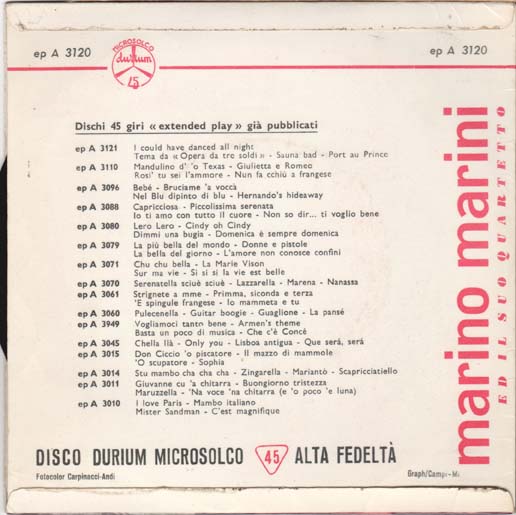 ep A 3120
MICROSOLCO
durium
45
ep A 3120
Dischi 45 giri « extended play » già pubblicati
ep A 3121 I could have danced all night
Tema da « Opera da tre soldi » - Sauna bad - Port au Prince
ep A 3110 Mandulino d' 'o Texas - Giulietta e Romeo
Rosi' tu sei l'ammore - Nun fa cchiù a frangese
ep A 3096 Bebé - Bruciame 'a voccà
Nel Blu dipinto di blu - Hernando's hideaway
ep A 3088 Capricciosa - Piccolissima serenata
Io ti amo con tutto il cuore - Non so dir... ti voglio bene
ep A 3080 Lero Lero - Cindy oh Cindy
Dimmi una bugia - Domenica è sempre domenica
ep A 3079 La più bella del mondo - Donne e pistole
La bella del giorno - L'amore non conosce confini
ep A 3071 Chu chu bella - La Marie Vison
Sur ma vie - Si si si la vie est belle
ep A 3070 Serenatella sciuè sciuè - Lazzarella - Marena - Nanassa
ep A 3061 Strignete a mme - Primma, siconda e terza
'E spingule frangese - Io mammeta e tu
ep A 3060 Pulecenella - Guitar boogie - Guaglione - La pansé
ep A 3949 Vogliamoci tanto bene - Armen's theme
Basta un poco di musica - Che c'è Concè
ep A 3045 Chella llà - Only you - Lisboa antigua - Que será, será
ep A 3015 Don Ciccio 'o piscatore - Il mazzo di mammole
'O scupatore - Sophia
ep A 3014 Stu mambo cha cha cha - Zingarella - Mariantò - Scapricciatiello
ep A 3011 Giuvanne cu 'a chitarra - Buongiorno tristezza
Maruzzella - 'Na voce 'na chitarra (e 'o poco 'e luna)
ep A 3010 I love Paris - Mambo italiano
Mister Sandman - C'est magnifique
DISCO DURIUM MICROSOLCO 45 ALTA FEDELTÀ
Fotocolor Carpinacci-Andi
Graph/Campi - Mi
marino marini
ED IL SUO QUARTETTO